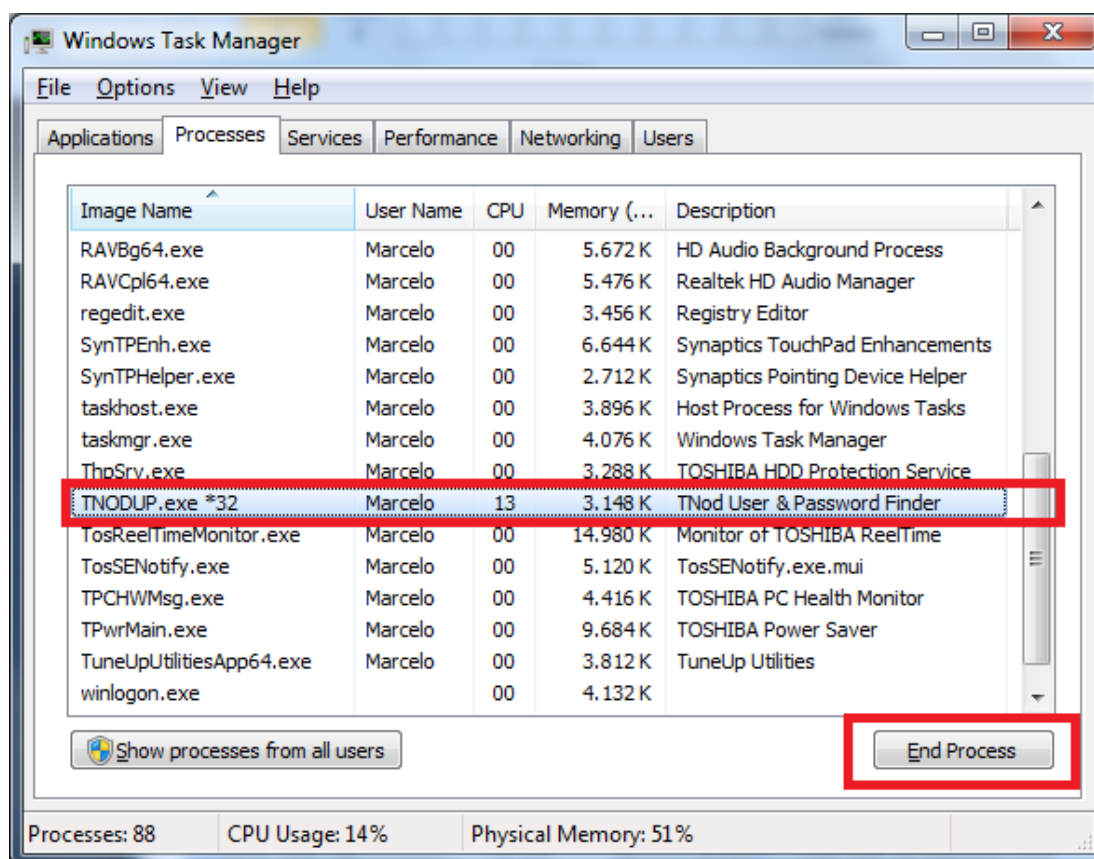 Windows Task Manager
File Options View Help
Applications Processes Services Performance Networking Users
Image Name User Name CPU Memory (... Description
RAVBg64.exe Marcelo 00 5.672 K HD Audio Background Process
RAVCpl64.exe Marcelo 00 5.476 K Realtek HD Audio Manager
regedit.exe Marcelo 00 3.456 K Registry Editor
SynTPEnh.exe Marcelo 00 6.644 K Synaptics TouchPad Enhancements
SynTPHelper.exe Marcelo 00 2.712 K Synaptics Pointing Device Helper
taskhost.exe Marcelo 00 3.896 K Host Process for Windows Tasks
taskmgr.exe Marcelo 00 4.076 K Windows Task Manager
ThpSrv.exe Marcelo 00 3.288 K TOSHIBA HDD Protection Service
TNODUP.exe *32 Marcelo 13 3.148 K TNod User & Password Finder
TosReelTimeMonitor.exe Marcelo 00 14.980 K Monitor of TOSHIBA ReelTime
TosSENotify.exe Marcelo 00 5.120 K TosSENotify.exe.mui
TPCHWMsg.exe Marcelo 00 4.416 K TOSHIBA PC Health Monitor
TPwrMain.exe Marcelo 00 9.684 K TOSHIBA Power Saver
TuneUpUtilitiesApp64.exe Marcelo 00 3.812 K TuneUp Utilities
winlogon.exe 00 4.132 K
Show processes from all users End Process
Processes: 88 CPU Usage: 14% Physical Memory: 51%